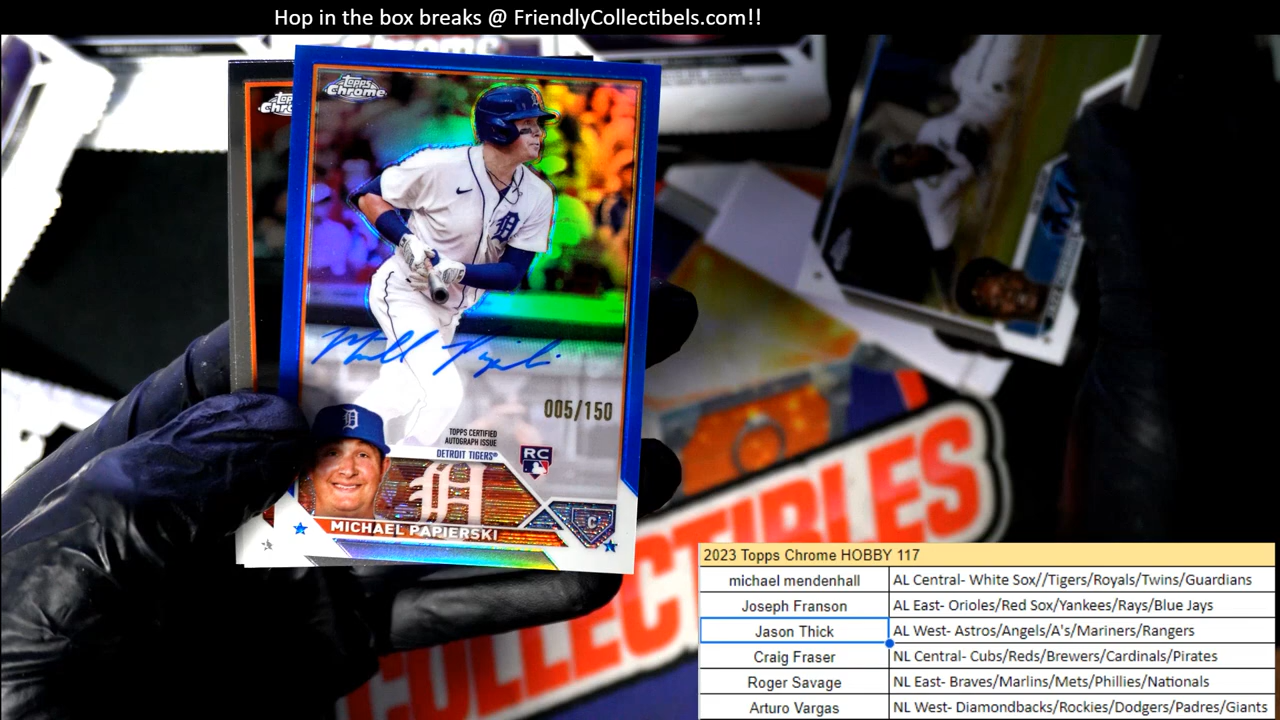 Hop in the box breaks @ FriendlyCollectibels.com!!
Topps
Chrome
005/150
TOPPS CERTIFIED
AUTOGRAPH ISSUE
DETROIT TIGERS®
RC
D
C
MICHAEL PAPIERSKI
COLLECTIBLES
2023 Topps Chrome HOBBY 117
michael mendenhall AL Central- White Sox//Tigers/Royals/Twins/Guardians
Joseph Franson AL East- Orioles/Red Sox/Yankees/Rays/Blue Jays
Jason Thick AL West- Astros/Angels/A's/Mariners/Rangers
Craig Fraser NL Central- Cubs/Reds/Brewers/Cardinals/Pirates
Roger Savage NL East- Braves/Marlins/Mets/Phillies/Nationals
Arturo Vargas NL West- Diamondbacks/Rockies/Dodgers/Padres/Giants